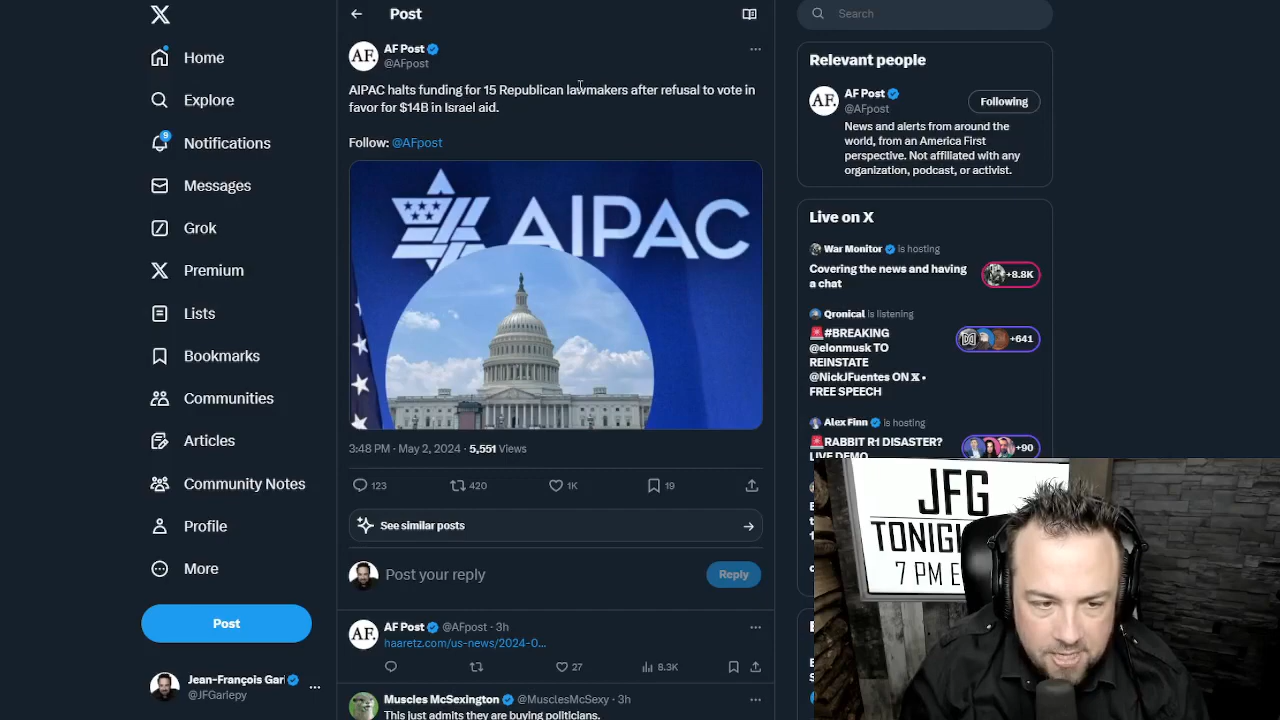 Home
Explore
9
Notifications
Messages
Grok
Premium
Lists
Bookmarks
Communities
Articles
Community Notes
Profile
More
Post
Jean-François Gari
@JFGariepy
Post
AF.
AF Post
@AFpost
AIPAC halts funding for 15 Republican lawmakers after refusal to vote in
favor for $14B in Israel aid.
Follow: @AFpost
AIPAC
3:48 PM · May 2, 2024 · 5,551 Views
123
420
1K
19
See similar posts
Post your reply
Reply
AF.
AF Post @AFpost · 3h
haaretz.com/us-news/2024-0...
27
8.3K
Muscles McSexington @MusclesMcSexy · 3h
This just admits they are buying politicians.
Search
Relevant people
AF.
AF Post
@AFpost
Following
News and alerts from around the
world, from an America First
perspective. Not affiliated with any
organization, podcast, or activist.
Live on X
War Monitor is hosting
Covering the news and having
a chat
+8.8K
Qronical is listening
🚨#BREAKING
@elonmusk TO
REINSTATE
@NickJFuentes ON 𝕏 •
FREE SPEECH
+641
Alex Finn is hosting
🚨RABBIT R1 DISASTER?
LIVE DEMO
+90
JFG
TONIGH
7 PM E